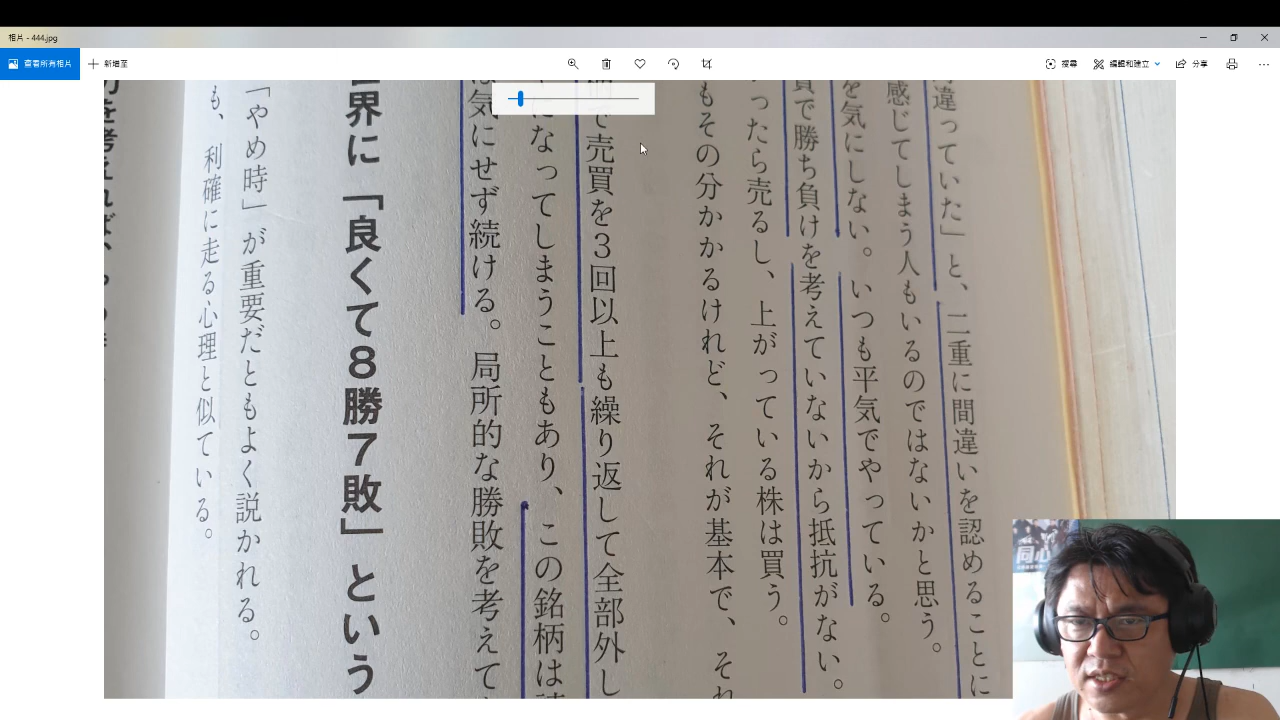 相片 - 444.jpg
查看所有相片
新增至
搜尋
編輯和建立
分享
違っていた」と、二重に間違いを認めることに
感じてしまう人もいるのではないかと思う。
を気にしない。いつも平気でやっている。
買で勝ち負けを考えていないから抵抗がない。
ったら売るし、上がっている株は買う。
もその分かかるけれど、それが基本で、それ
で売買を3回以上も繰り返して全部外し
になってしまうこともあり、この銘柄は
気にせず続ける。局所的な勝敗を考えて
界に「良くて8勝7敗」という
「やめ時」が重要だともよく説かれる。
も、利確に走る心理と似ている。
同心